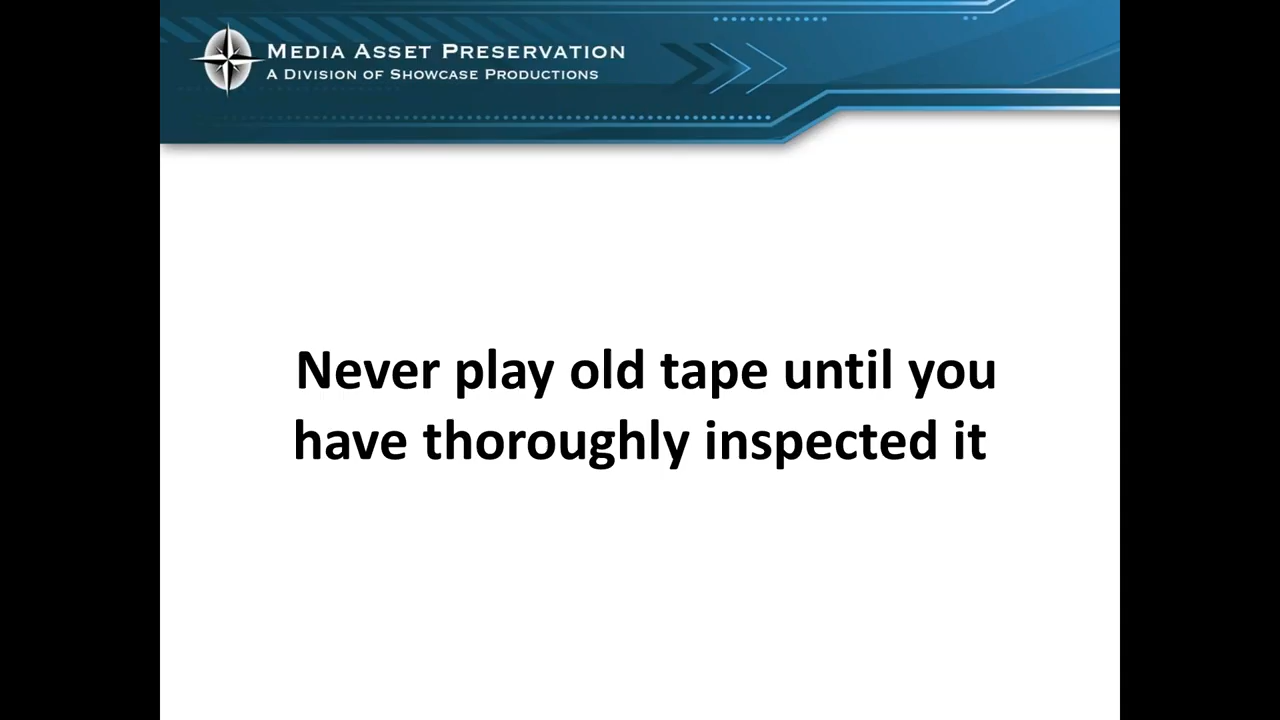 MEDIA ASSET PRESERVATION
A DIVISION OF SHOWCASE PRODUCTIONS
Never play old tape until you
have thoroughly inspected it